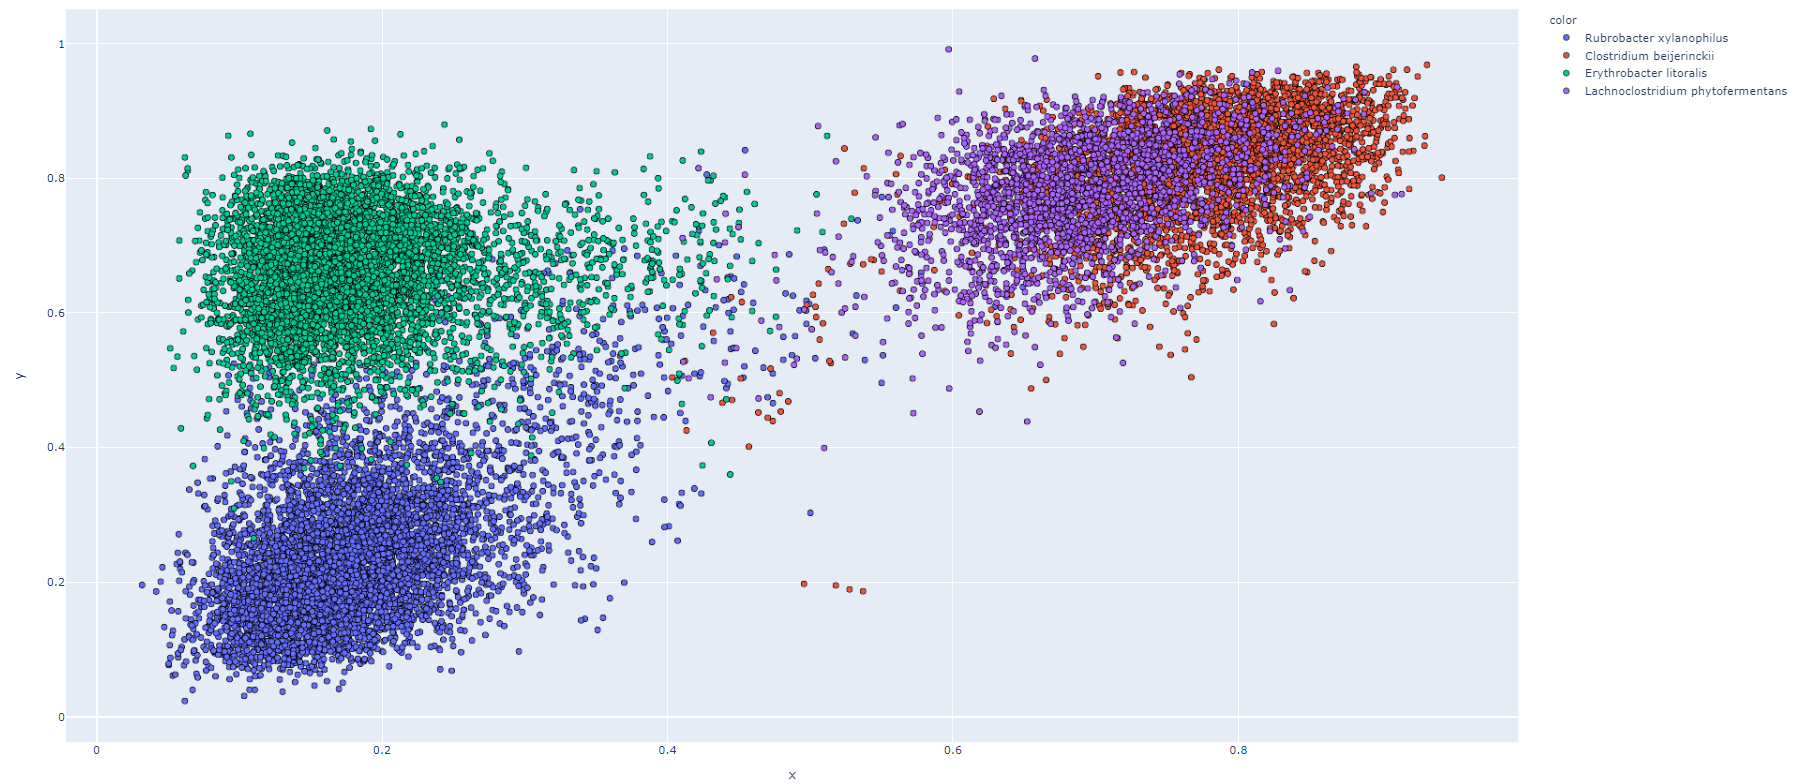 color
Rubrobacter xylanophilus
Clostridium beijerinckii
Erythrobacter litoralis
Lachnoclostridium phytofermentans
1
0.8
0.6
0.4
0.2
0
y
0
0.2
0.4
0.6
0.8
x